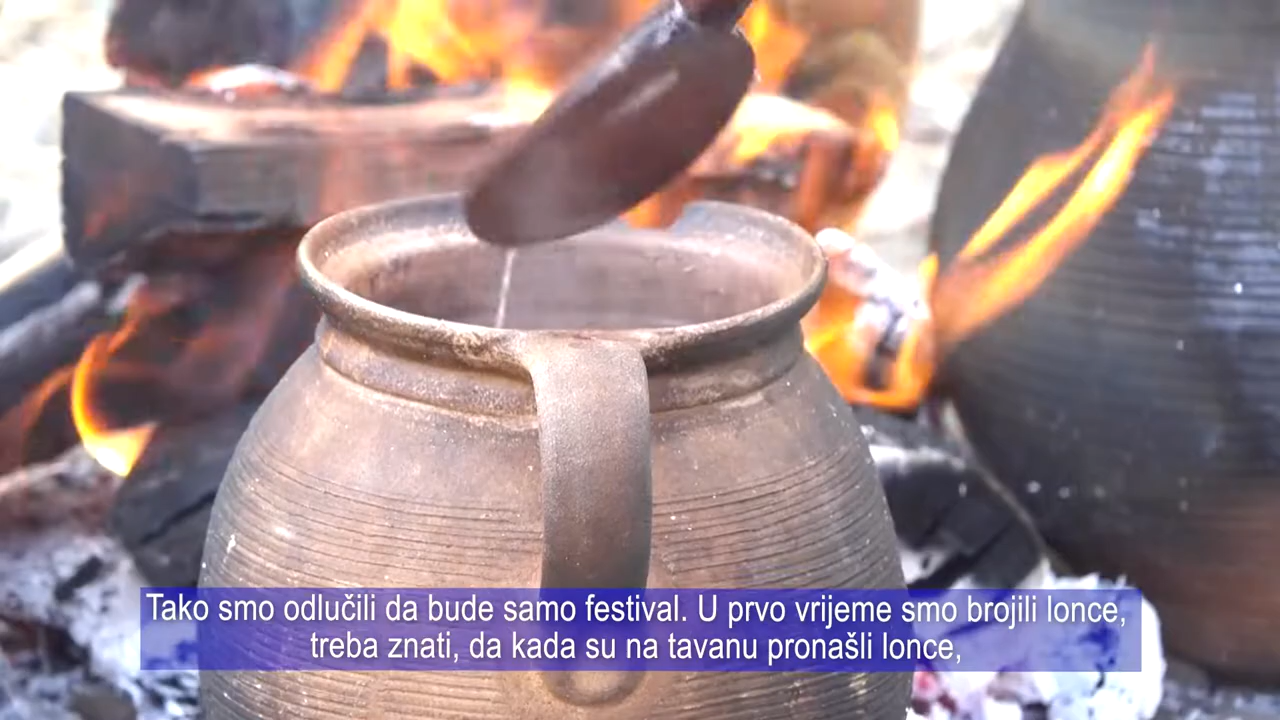 Tako smo odlučili da bude samo festival. U prvo vrijeme smo brojili lonce,
treba znati, da kada su na tavanu pronašli lonce,